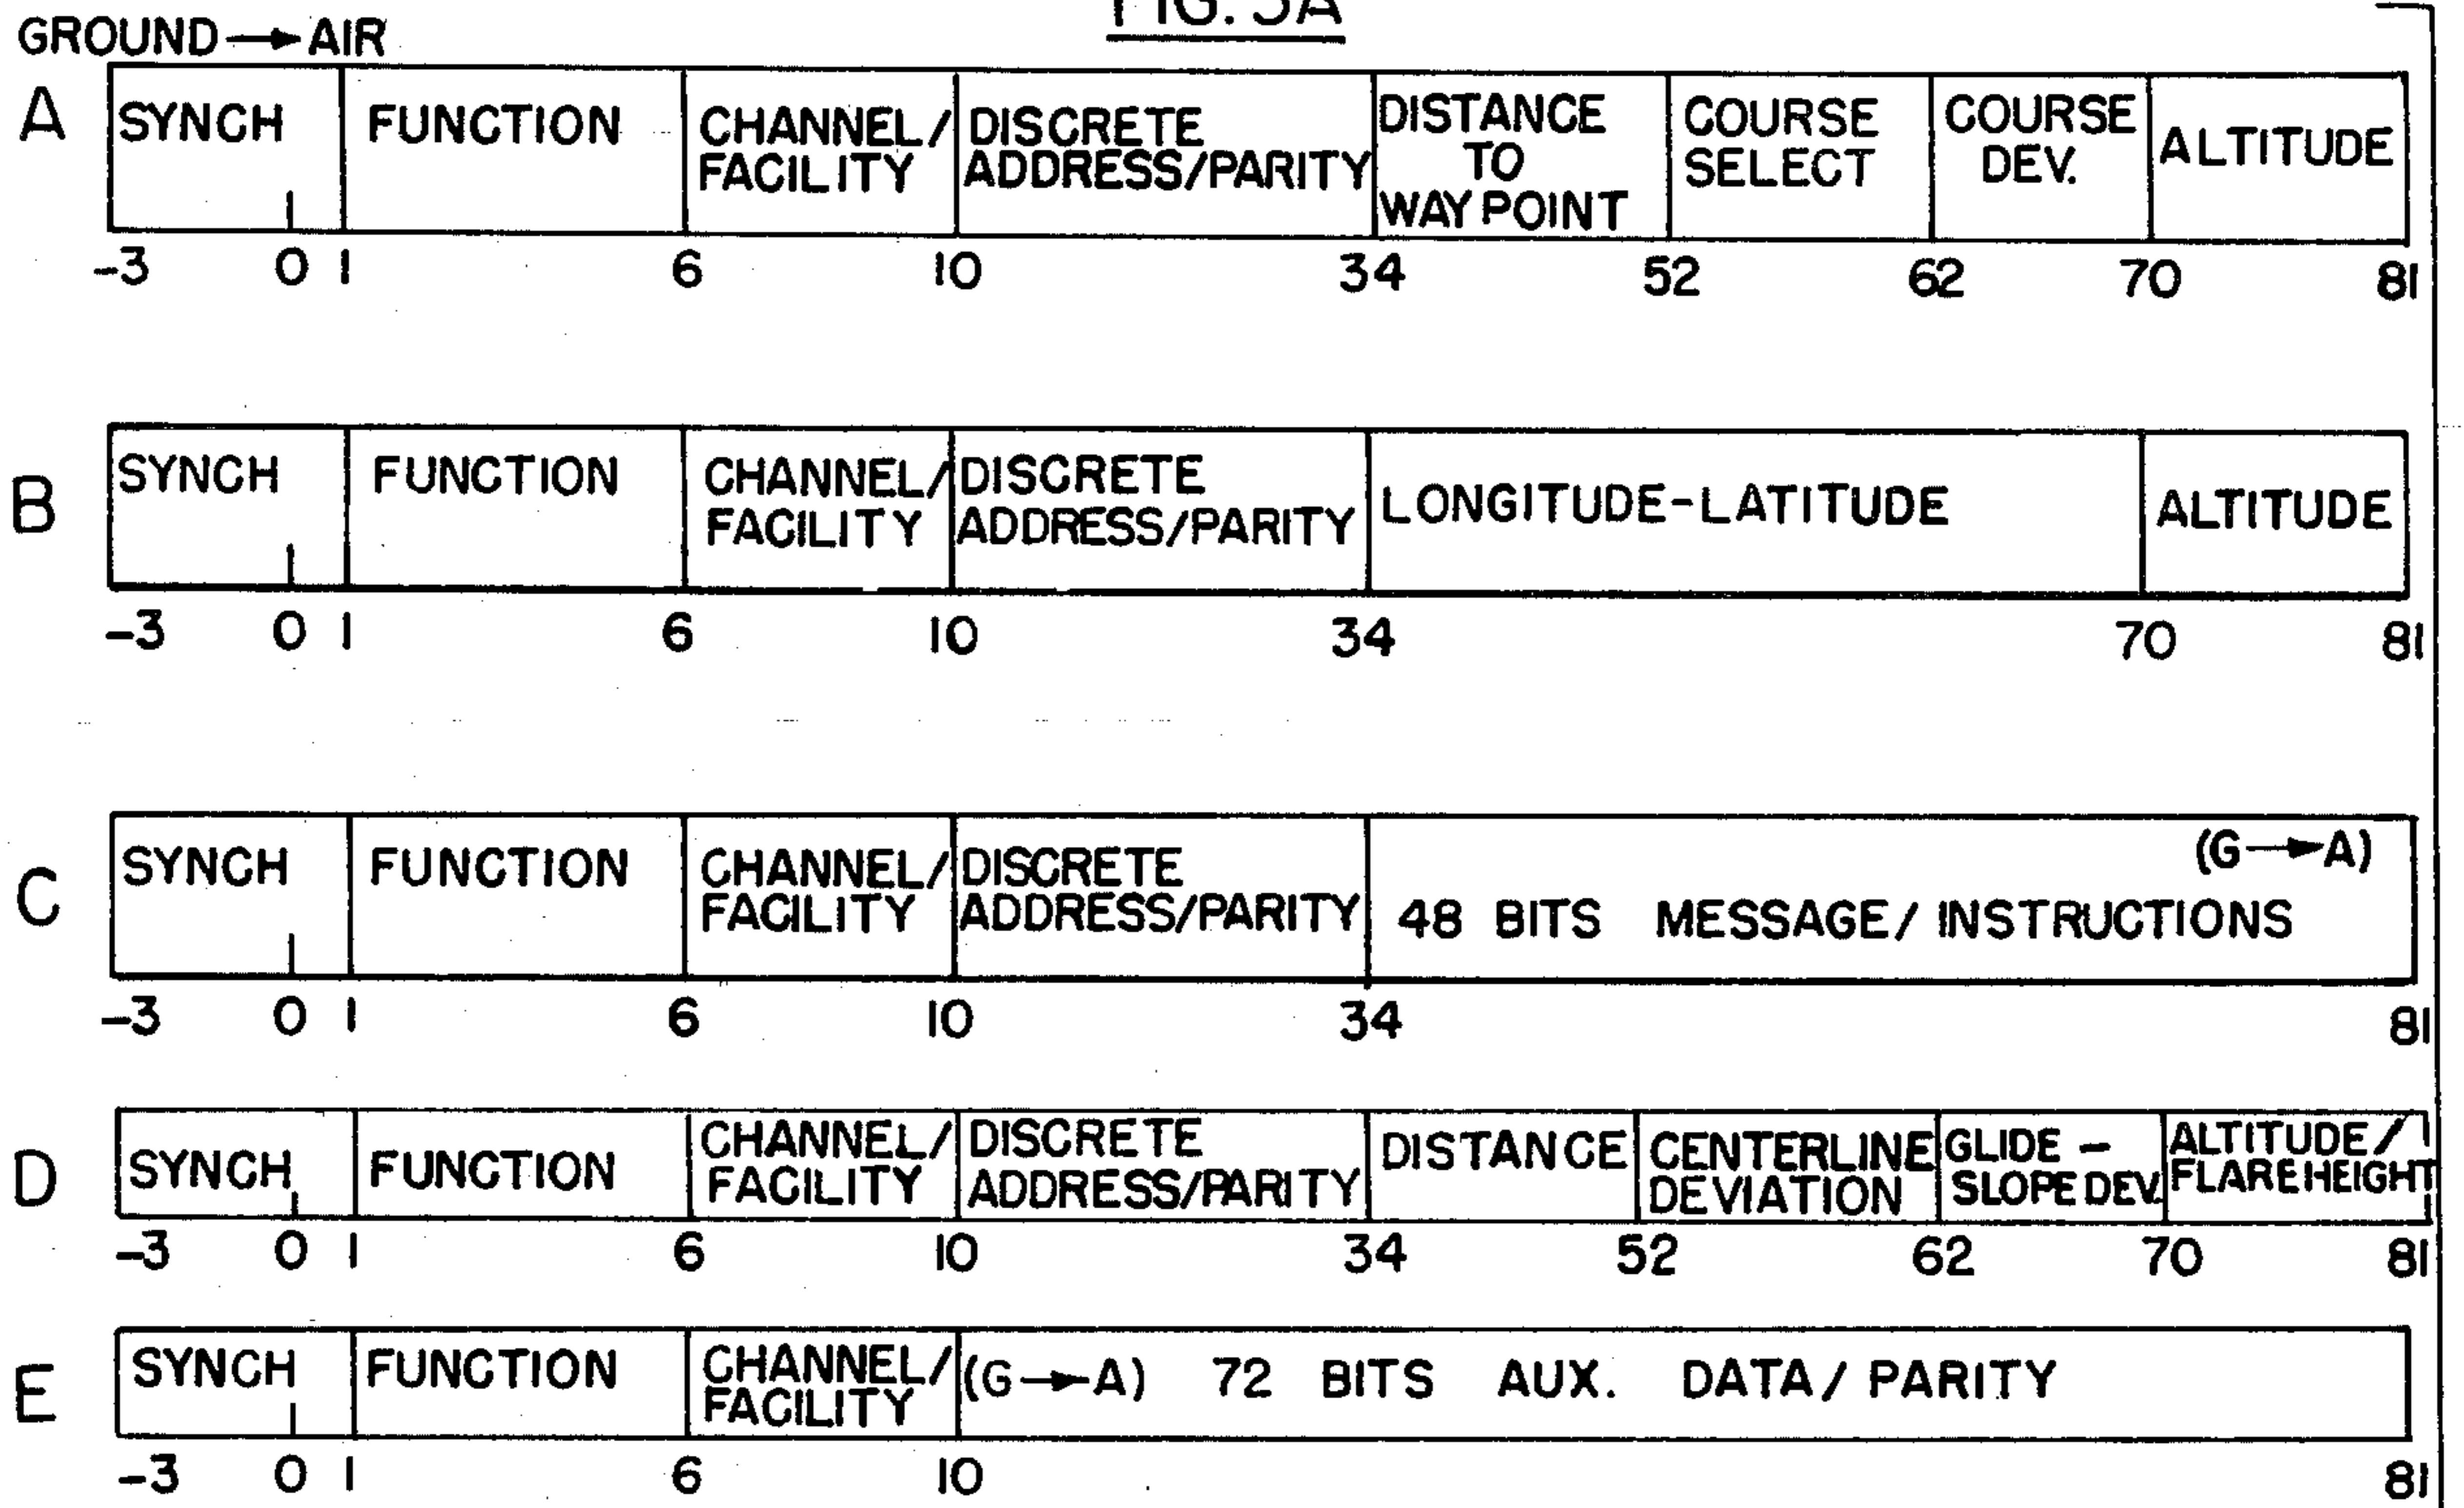 FIG. 5A
GROUND → AIR
A
SYNCH
FUNCTION
CHANNEL/
FACILITY
DISCRETE
ADDRESS/PARITY
DISTANCE
TO
WAY POINT
COURSE
SELECT
COURSE
DEV.
ALTITUDE
-3 0 1 6 10 34 52 62 70 81
B
SYNCH
FUNCTION
CHANNEL/
FACILITY
DISCRETE
ADDRESS/PARITY
LONGITUDE-LATITUDE
ALTITUDE
-3 0 1 6 10 34 70 81
C
SYNCH
FUNCTION
CHANNEL/
FACILITY
DISCRETE
ADDRESS/PARITY
(G → A)
48 BITS MESSAGE/ INSTRUCTIONS
-3 0 1 6 10 34 81
D
SYNCH
FUNCTION
CHANNEL/
FACILITY
DISCRETE
ADDRESS/PARITY
DISTANCE
CENTERLINE
DEVIATION
GLIDE -
SLOPE DEV.
ALTITUDE/
FLARE HEIGHT
-3 0 1 6 10 34 52 62 70 81
E
SYNCH
FUNCTION
CHANNEL/
FACILITY
(G → A) 72 BITS AUX. DATA/ PARITY
-3 0 1 6 10 81